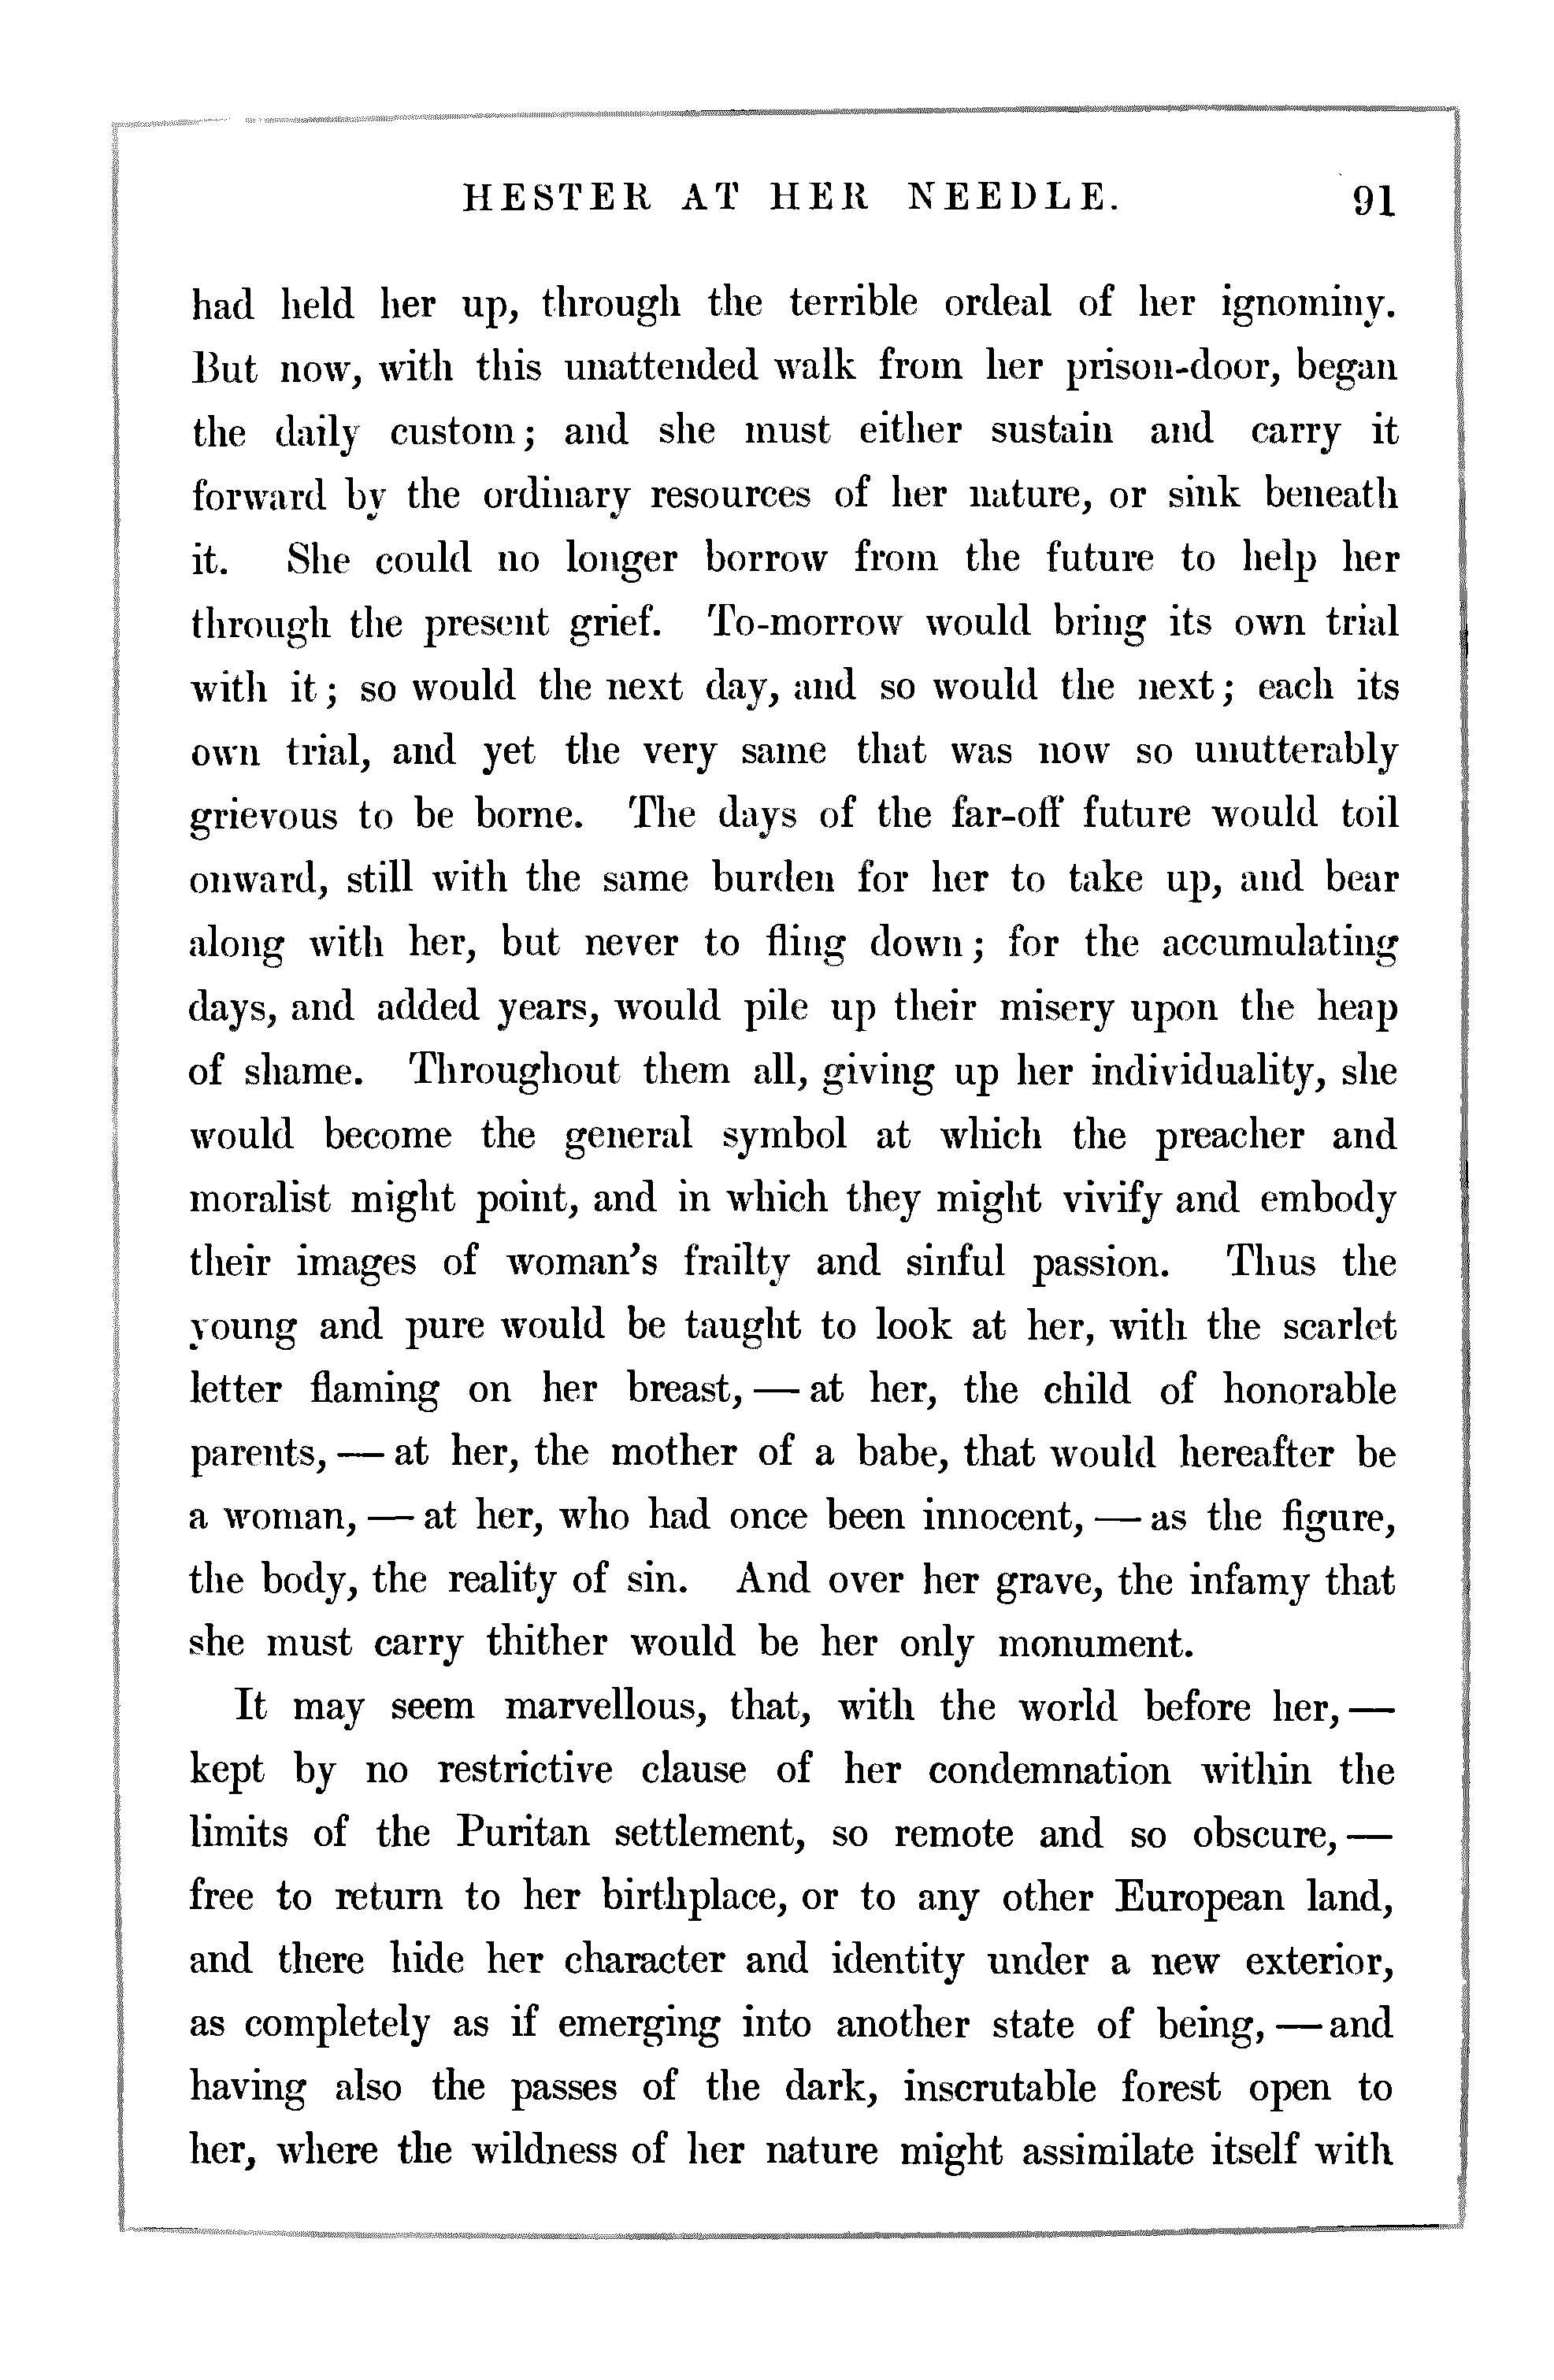 HESTER AT HER NEEDLE. 91
had held her up, through the terrible ordeal of her ignominy.
But now, with this unattended walk from her prison-door, began
the daily custom; and she must either sustain and carry it
forward by the ordinary resources of her nature, or sink beneath
it. She could no longer borrow from the future to help her
through the present grief. To-morrow would bring its own trial
with it; so would the next day, and so would the next; each its
own trial, and yet the very same that was now so unutterably
grievous to be borne. The days of the far-off future would toil
onward, still with the same burden for her to take up, and bear
along with her, but never to fling down; for the accumulating
days, and added years, would pile up their misery upon the heap
of shame. Throughout them all, giving up her individuality, she
would become the general symbol at which the preacher and
moralist might point, and in which they might vivify and embody
their images of woman's frailty and sinful passion. Thus the
young and pure would be taught to look at her, with the scarlet
letter flaming on her breast, — at her, the child of honorable
parents, — at her, the mother of a babe, that would hereafter be
a woman, — at her, who had once been innocent, — as the figure,
the body, the reality of sin. And over her grave, the infamy that
she must carry thither would be her only monument.
It may seem marvellous, that, with the world before her, —
kept by no restrictive clause of her condemnation within the
limits of the Puritan settlement, so remote and so obscure, —
free to return to her birthplace, or to any other European land,
and there hide her character and identity under a new exterior,
as completely as if emerging into another state of being, — and
having also the passes of the dark, inscrutable forest open to
her, where the wildness of her nature might assimilate itself with